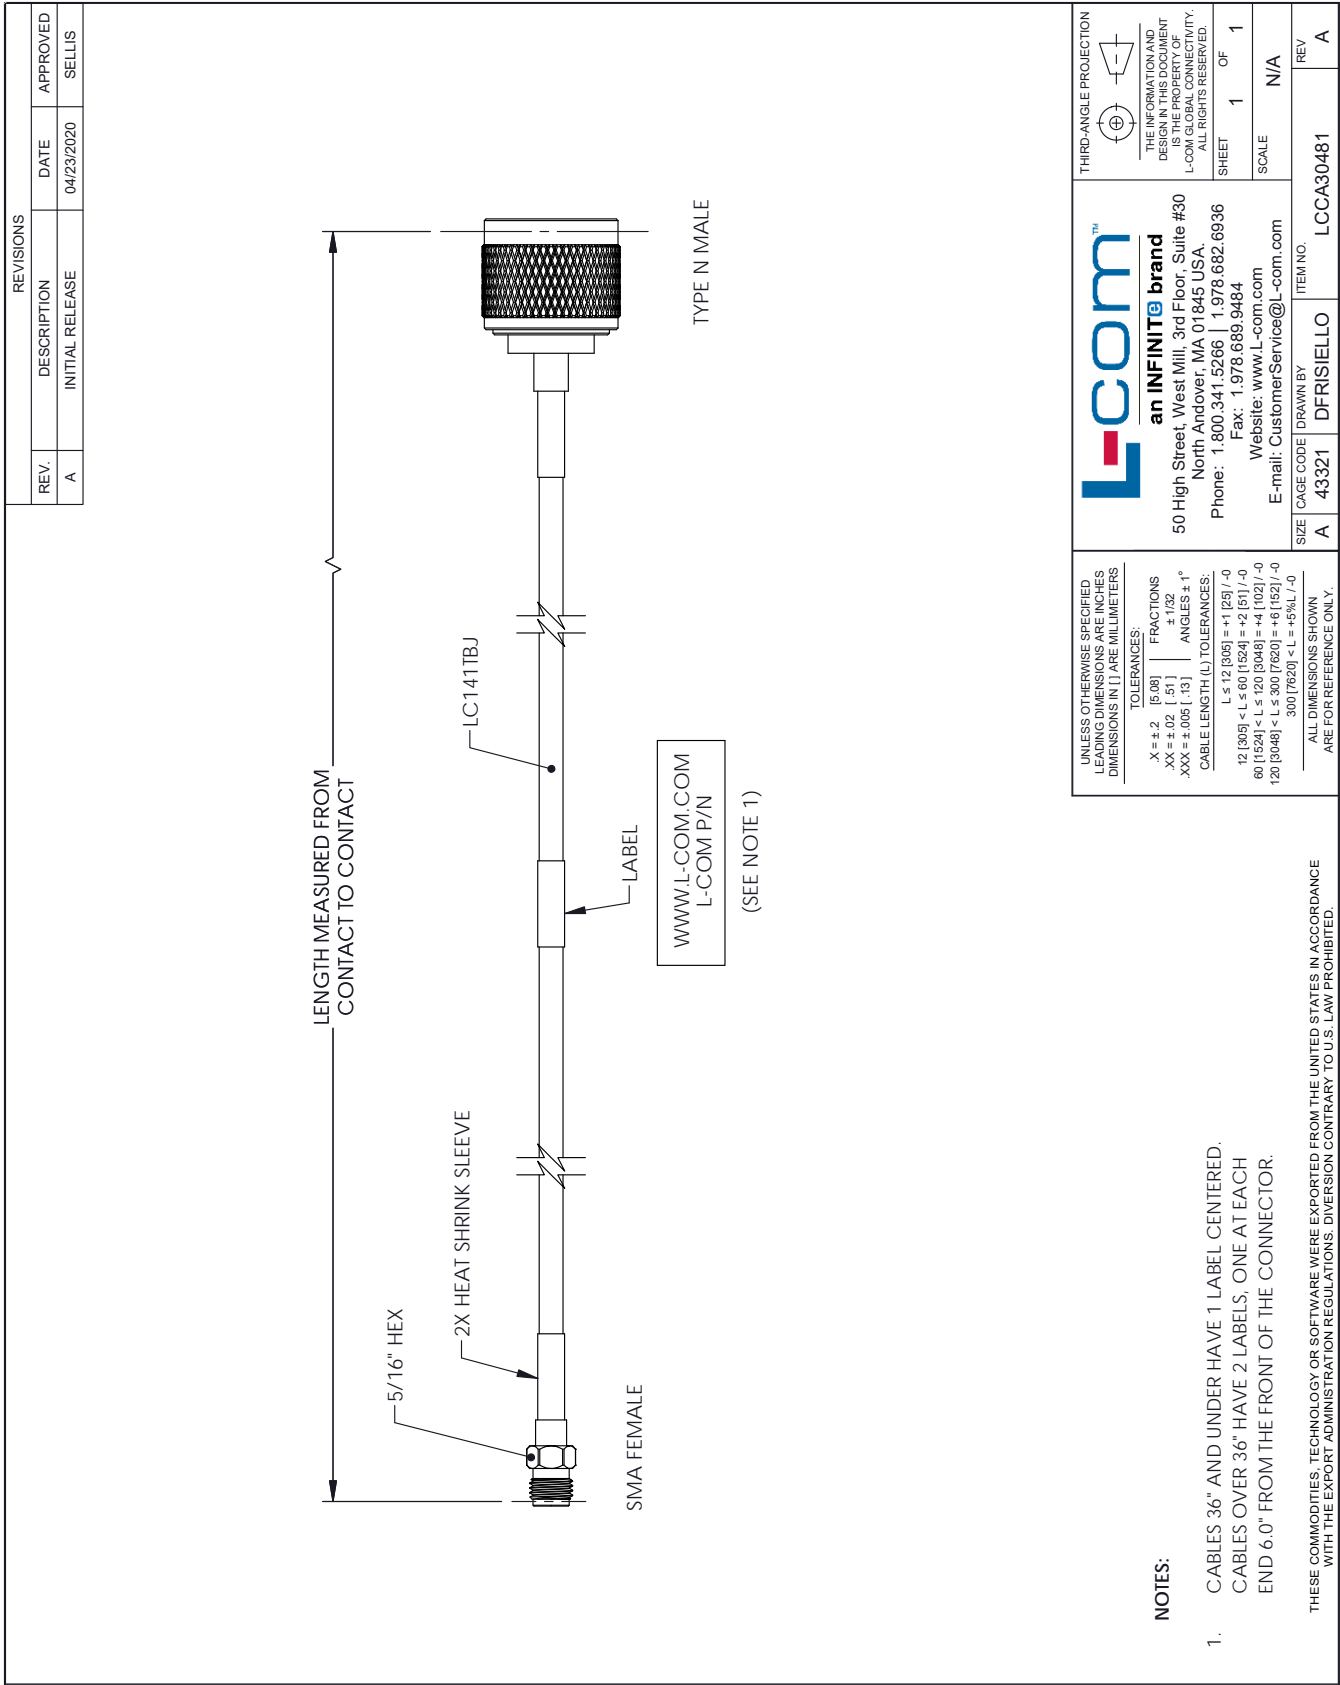 REVISIONS
REV. DESCRIPTION DATE APPROVED
A INITIAL RELEASE 04/23/2020 SELLIS
LENGTH MEASURED FROM
CONTACT TO CONTACT
5/16" HEX
2X HEAT SHRINK SLEEVE
LC141TBJ
LABEL
SMA FEMALE
TYPE N MALE
WWW.L-COM.COM
L-COM P/N
(SEE NOTE 1)
NOTES:
1. CABLES 36" AND UNDER HAVE 1 LABEL CENTERED.
CABLES OVER 36" HAVE 2 LABELS, ONE AT EACH
END 6.0" FROM THE FRONT OF THE CONNECTOR.
THESE COMMODITIES, TECHNOLOGY OR SOFTWARE WERE EXPORTED FROM THE UNITED STATES IN ACCORDANCE
WITH THE EXPORT ADMINISTRATION REGULATIONS. DIVERSION CONTRARY TO U.S. LAW PROHIBITED.
UNLESS OTHERWISE SPECIFIED
LEADING DIMENSIONS ARE INCHES
DIMENSIONS IN [ ] ARE MILLIMETERS
TOLERANCES:
.X = ± .2 [5.08] FRACTIONS
.XX = ± .02 [ .51 ] ± 1/32
.XXX = ± .005 [ .13 ] ANGLES ± 1°
CABLE LENGTH (L) TOLERANCES:
L ≤ 12 [305] = +1 [25] / -0
12 [305] < L ≤ 60 [1524] = +2 [51] / -0
60 [1524] < L ≤ 120 [3048] = +4 [102] / -0
120 [3048] < L ≤ 300 [7620] = +6 [152] / -0
300 [7620] < L = +5%L / -0
ALL DIMENSIONS SHOWN
ARE FOR REFERENCE ONLY.
L-com™
an INFINITe brand
50 High Street, West Mill, 3rd Floor, Suite #30
North Andover, MA 01845 USA.
Phone: 1.800.341.5266 | 1.978.682.6936
Fax: 1.978.689.9484
Website: www.L-com.com
E-mail: CustomerService@L-com.com
THIRD-ANGLE PROJECTION
THE INFORMATION AND
DESIGN IN THIS DOCUMENT
IS THE PROPERTY OF
L-COM GLOBAL CONNECTIVITY.
ALL RIGHTS RESERVED.
SHEET 1 OF 1
SCALE N/A
SIZE A
CAGE CODE 43321
DRAWN BY DFRISIELLO
ITEM NO. LCCA30481
REV A